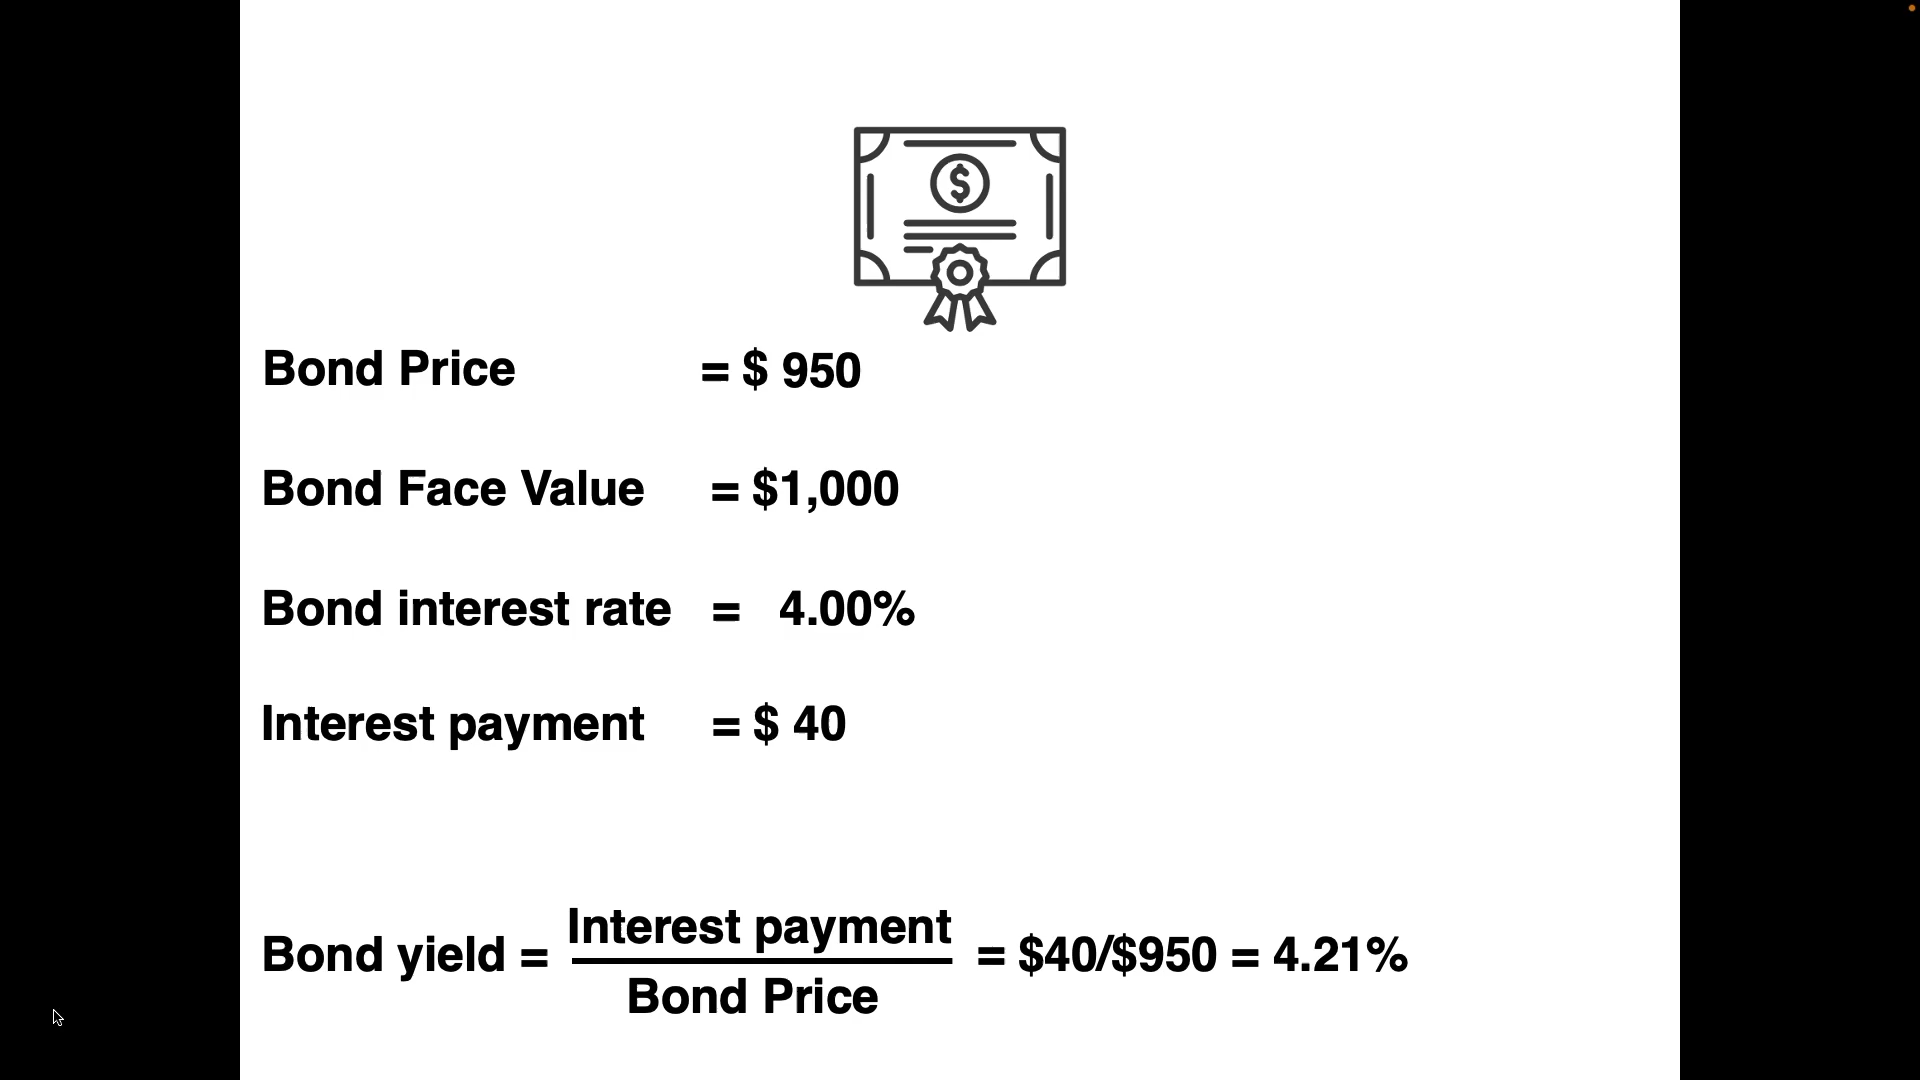 $
Bond Price = $ 950
Bond Face Value = $1,000
Bond interest rate = 4.00%
Interest payment = $ 40
Bond yield = Interest payment = $40/$950 = 4.21%
Bond Price